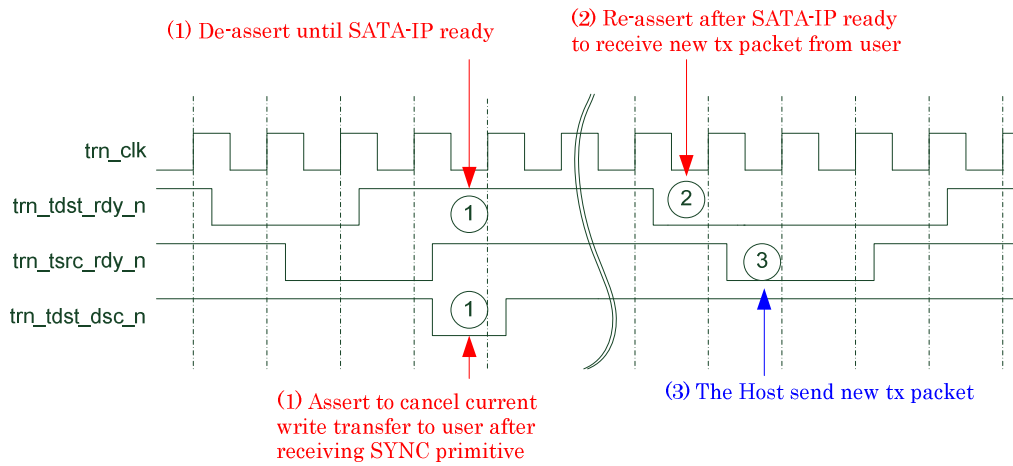 (1) De-assert until SATA-IP ready
(2) Re-assert after SATA-IP ready
to receive new tx packet from user
trn_clk
trn_tdst_rdy_n
1
2
trn_tsrc_rdy_n
3
trn_tdst_dsc_n
1
(1) Assert to cancel current
write transfer to user after
receiving SYNC primitive
(3) The Host send new tx packet